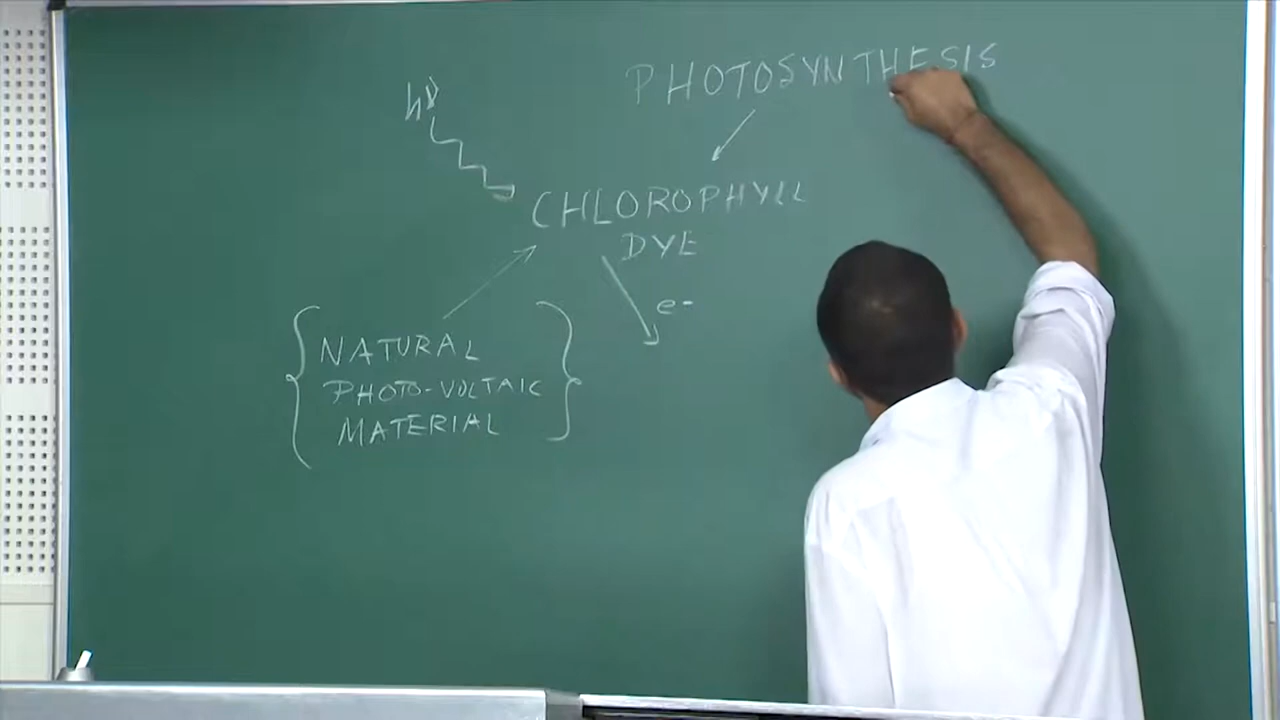 PHOTOSYNTHESIS
hν
CHLOROPHYLL
DYE
e-
NATURAL
PHOTO-VOLTAIC
MATERIAL